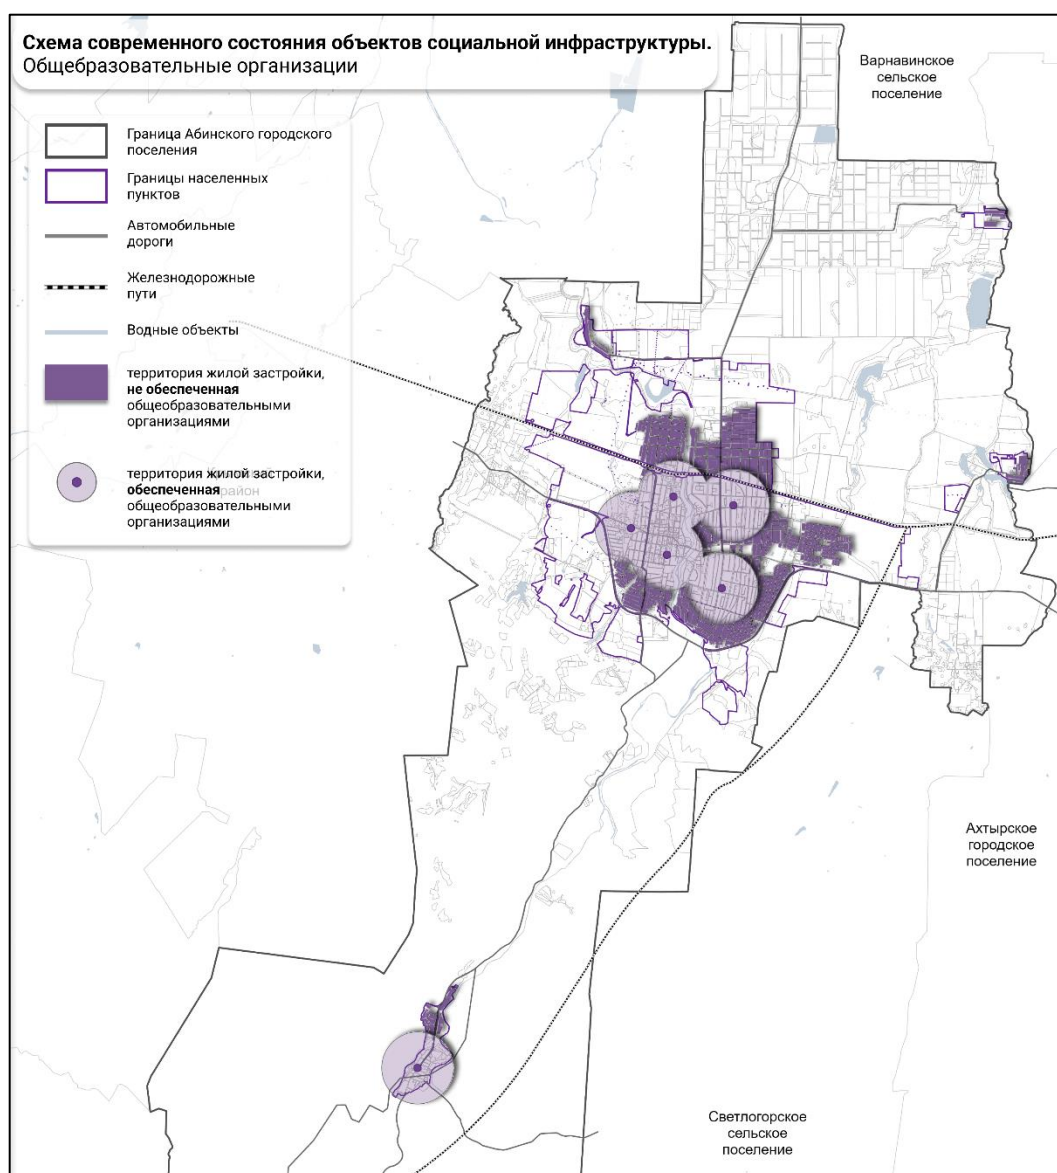 Схема современного состояния объектов социальной инфраструктуры.
Общебразовательные организации
Варнавинское
сельское
поселение
Граница Абинского городского
поселения
Границы населенных
пунктов
Автомобильные
дороги
Железнодорожные
пути
Водные объекты
территория жилой застройки,
не обеспеченная
общеобразовательными
организациями
территория жилой застройки,
обеспеченная
район
общеобразовательными
организациями
Ахтырское
городское
поселение
Светлогорское
сельское
поселение